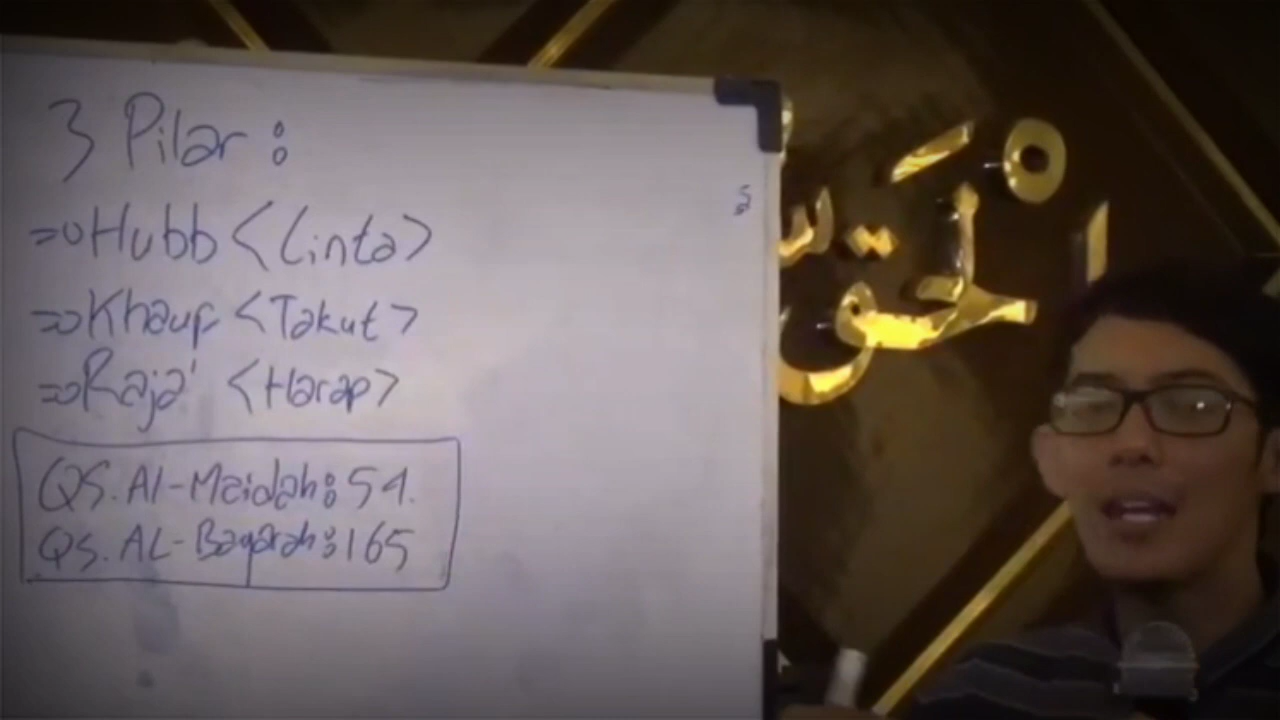 3 Pilar :
⇒ Hubb <Cinta>
⇒ Khauf <Takut>
⇒ Raja' <Harap>
QS. Al-Maidah : 54.
QS. AL-Baqarah : 165